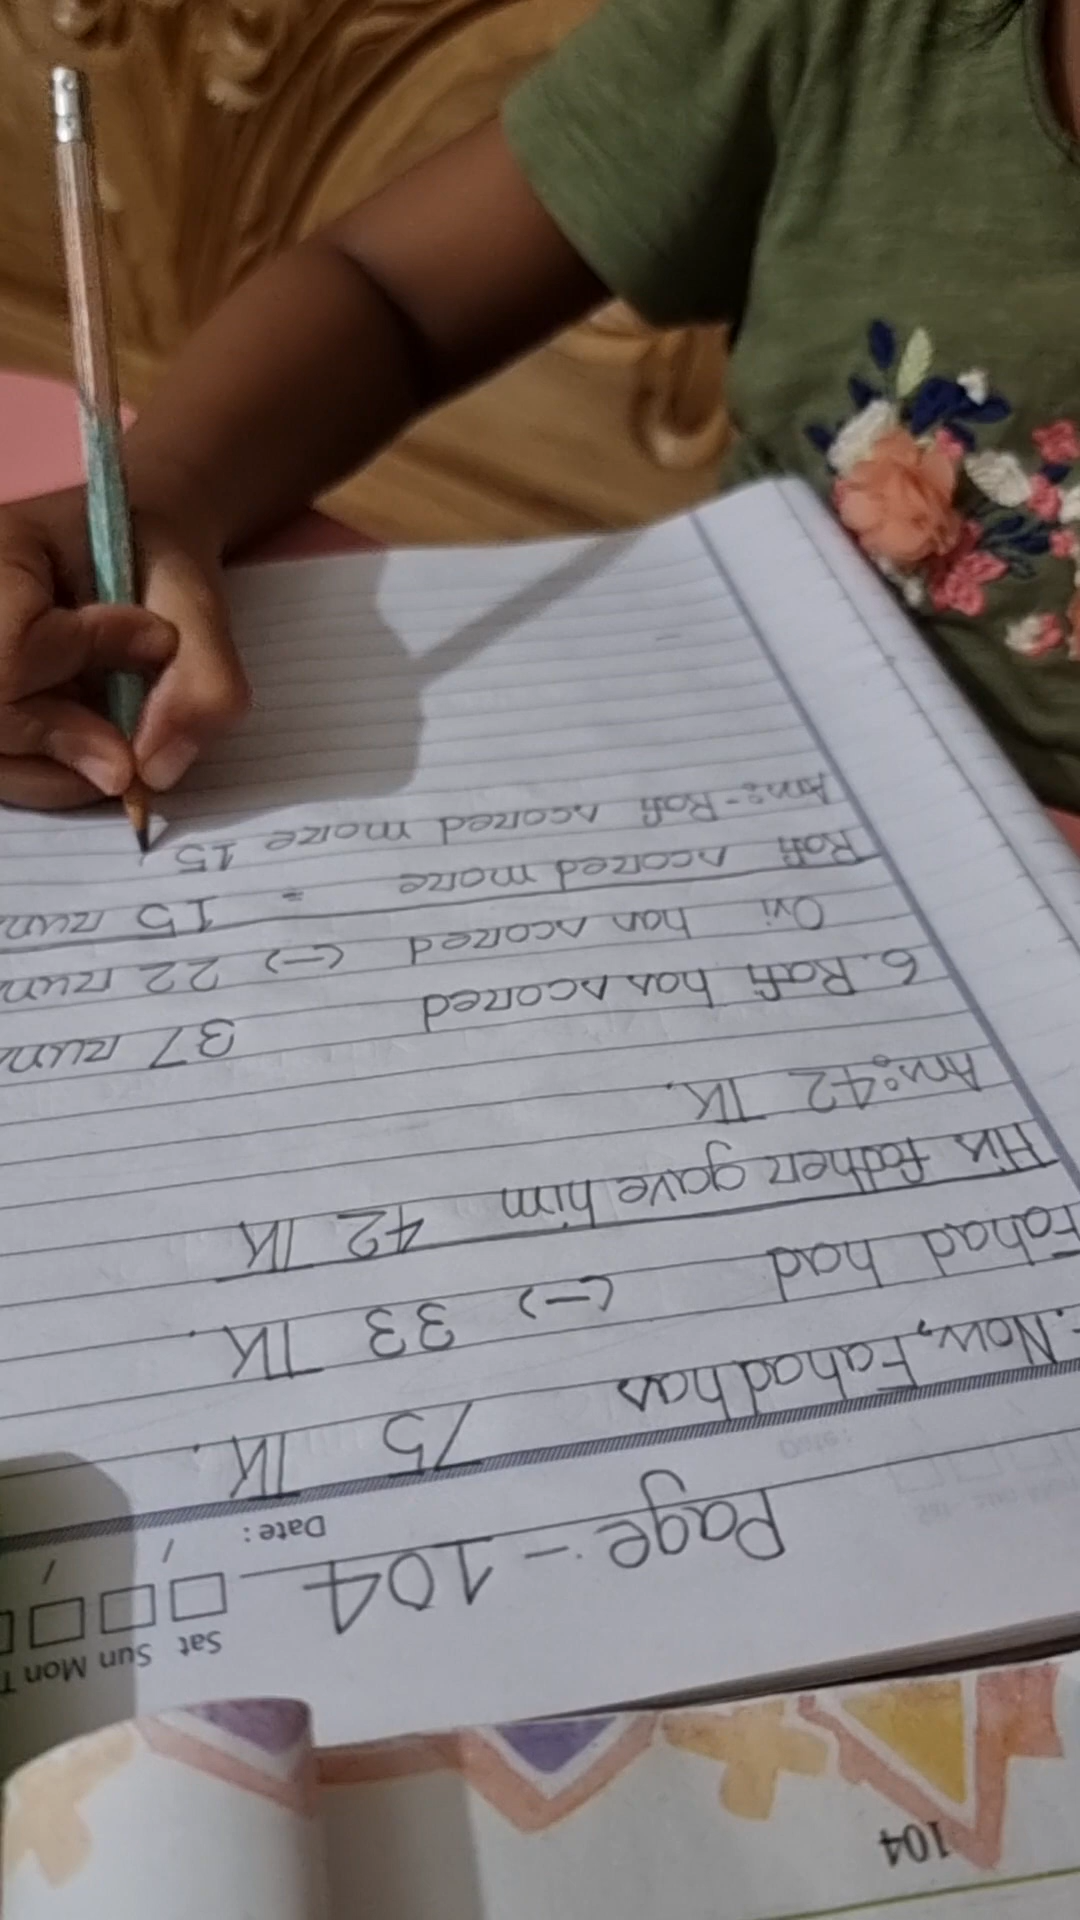 104
Sat Sun Mon
Date:
Page - 104
Now, Fahad has 75 TK.
Fahad had (-) 33 TK.
His father gave him 42 TK
Ans: 42 TK.
6. Rafi has scored 37 run
Ovi has scored (-) 22 run
Rafi scored more = 15 run
Ans:- Rafi scored more 15